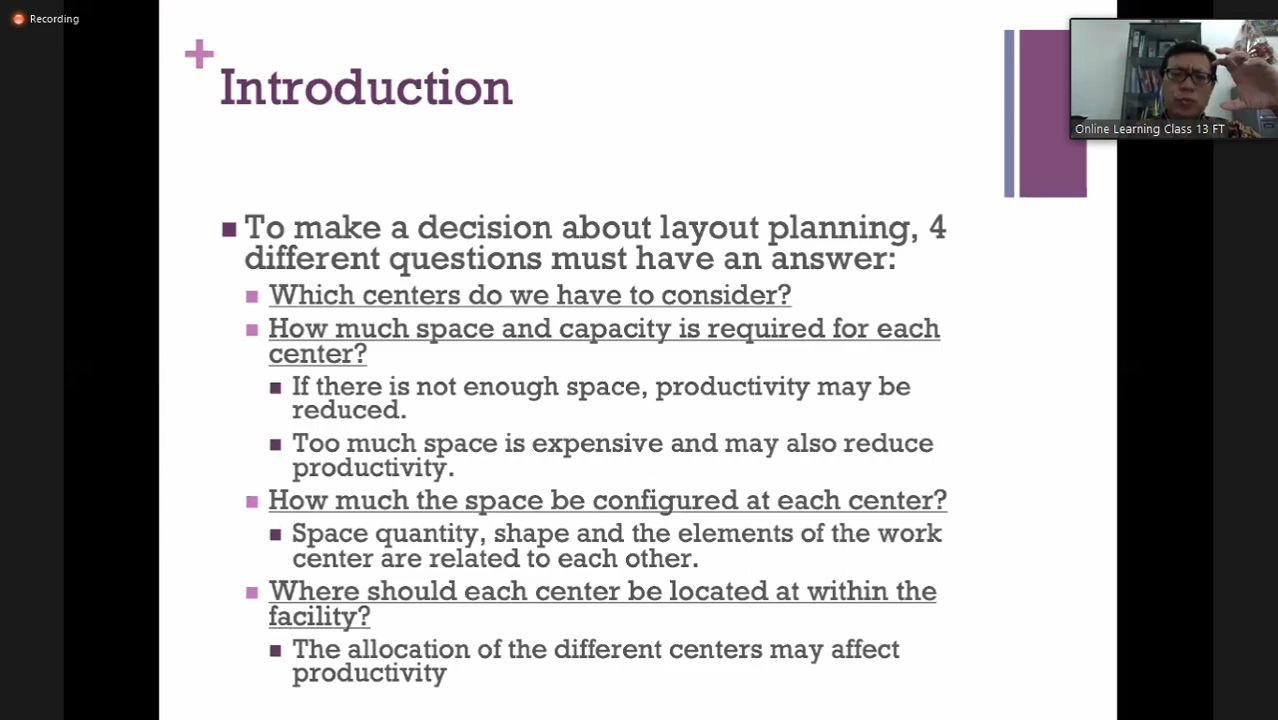 Recording
+
Introduction
Online Learning Class 13 FT
To make a decision about layout planning, 4
different questions must have an answer:
Which centers do we have to consider?
How much space and capacity is required for each
center?
If there is not enough space, productivity may be
reduced.
Too much space is expensive and may also reduce
productivity.
How much the space be configured at each center?
Space quantity, shape and the elements of the work
center are related to each other.
Where should each center be located at within the
facility?
The allocation of the different centers may affect
productivity